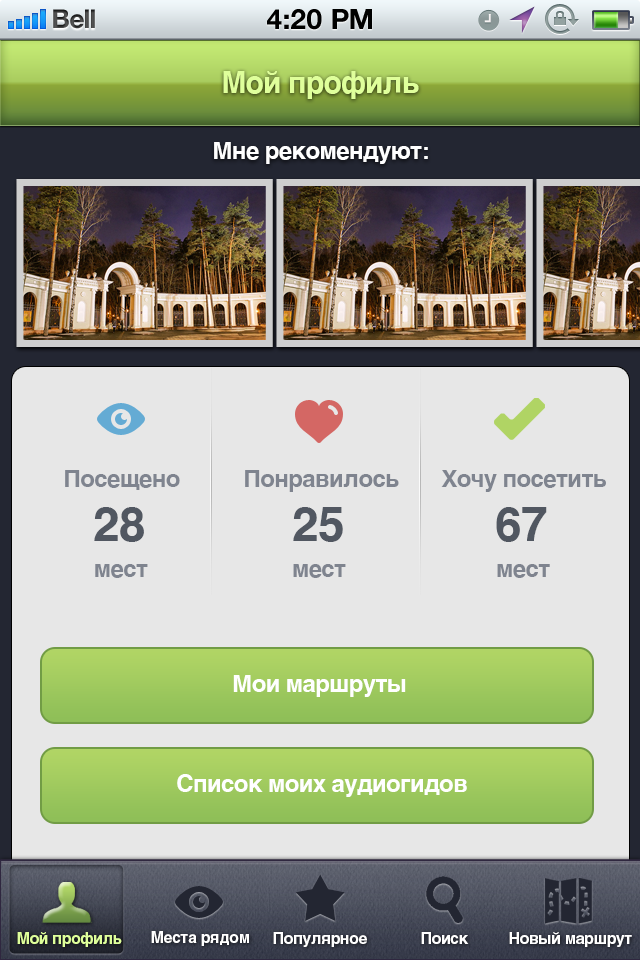 Bell 4:20 PM
Мой профиль
Мне рекомендуют:
Посещено Понравилось Хочу посетить
28 25 67
мест мест мест
Мои маршруты
Список моих аудиогидов
Мой профиль Места рядом Популярное Поиск Новый маршрут